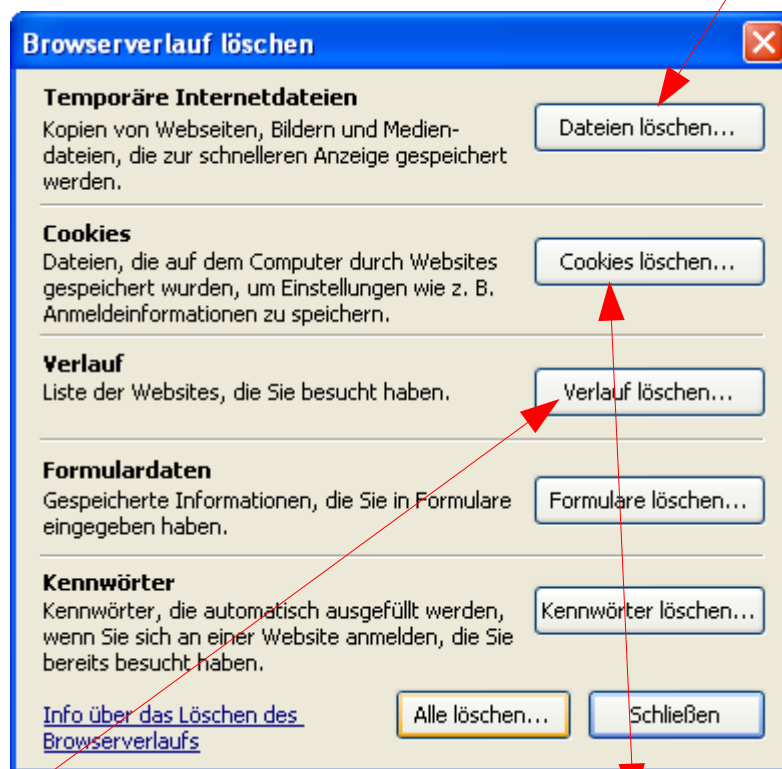 Browserverlauf löschen
Temporäre Internetdateien
Kopien von Webseiten, Bildern und Medien-
dateien, die zur schnelleren Anzeige gespeichert
werden.
Dateien löschen...
Cookies
Dateien, die auf dem Computer durch Websites
gespeichert wurden, um Einstellungen wie z. B.
Anmeldeinformationen zu speichern.
Cookies löschen...
Verlauf
Liste der Websites, die Sie besucht haben.
Verlauf löschen...
Formulardaten
Gespeicherte Informationen, die Sie in Formulare
eingegeben haben.
Formulare löschen...
Kennwörter
Kennwörter, die automatisch ausgefüllt werden,
wenn Sie sich an einer Website anmelden, die Sie
bereits besucht haben.
Kennwörter löschen...
Info über das Löschen des
Browserverlaufs
Alle löschen...
Schließen